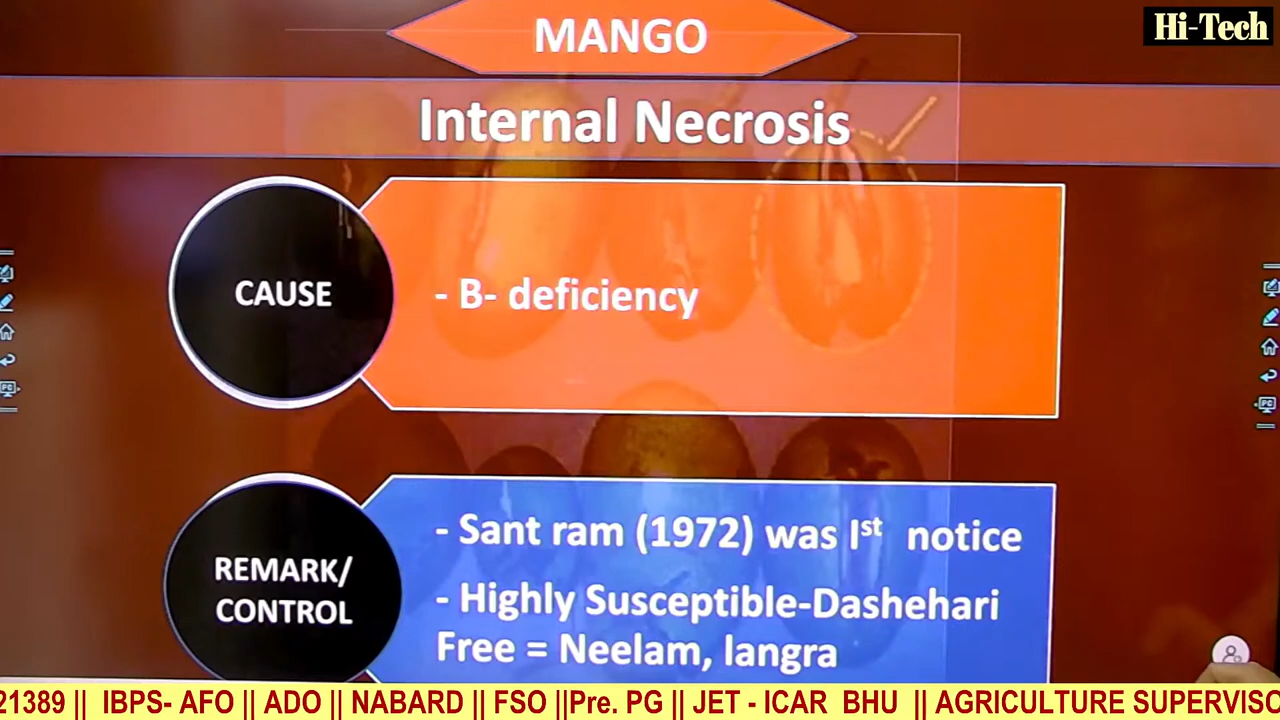 Hi-Tech
MANGO
Internal Necrosis
CAUSE
- B- deficiency
REMARK/
CONTROL
- Sant ram (1972) was Ist notice
- Highly Susceptible-Dashehari
Free = Neelam, langra
21389 || IBPS- AFO || ADO || NABARD || FSO ||Pre. PG || JET - ICAR BHU || AGRICULTURE SUPERVISO